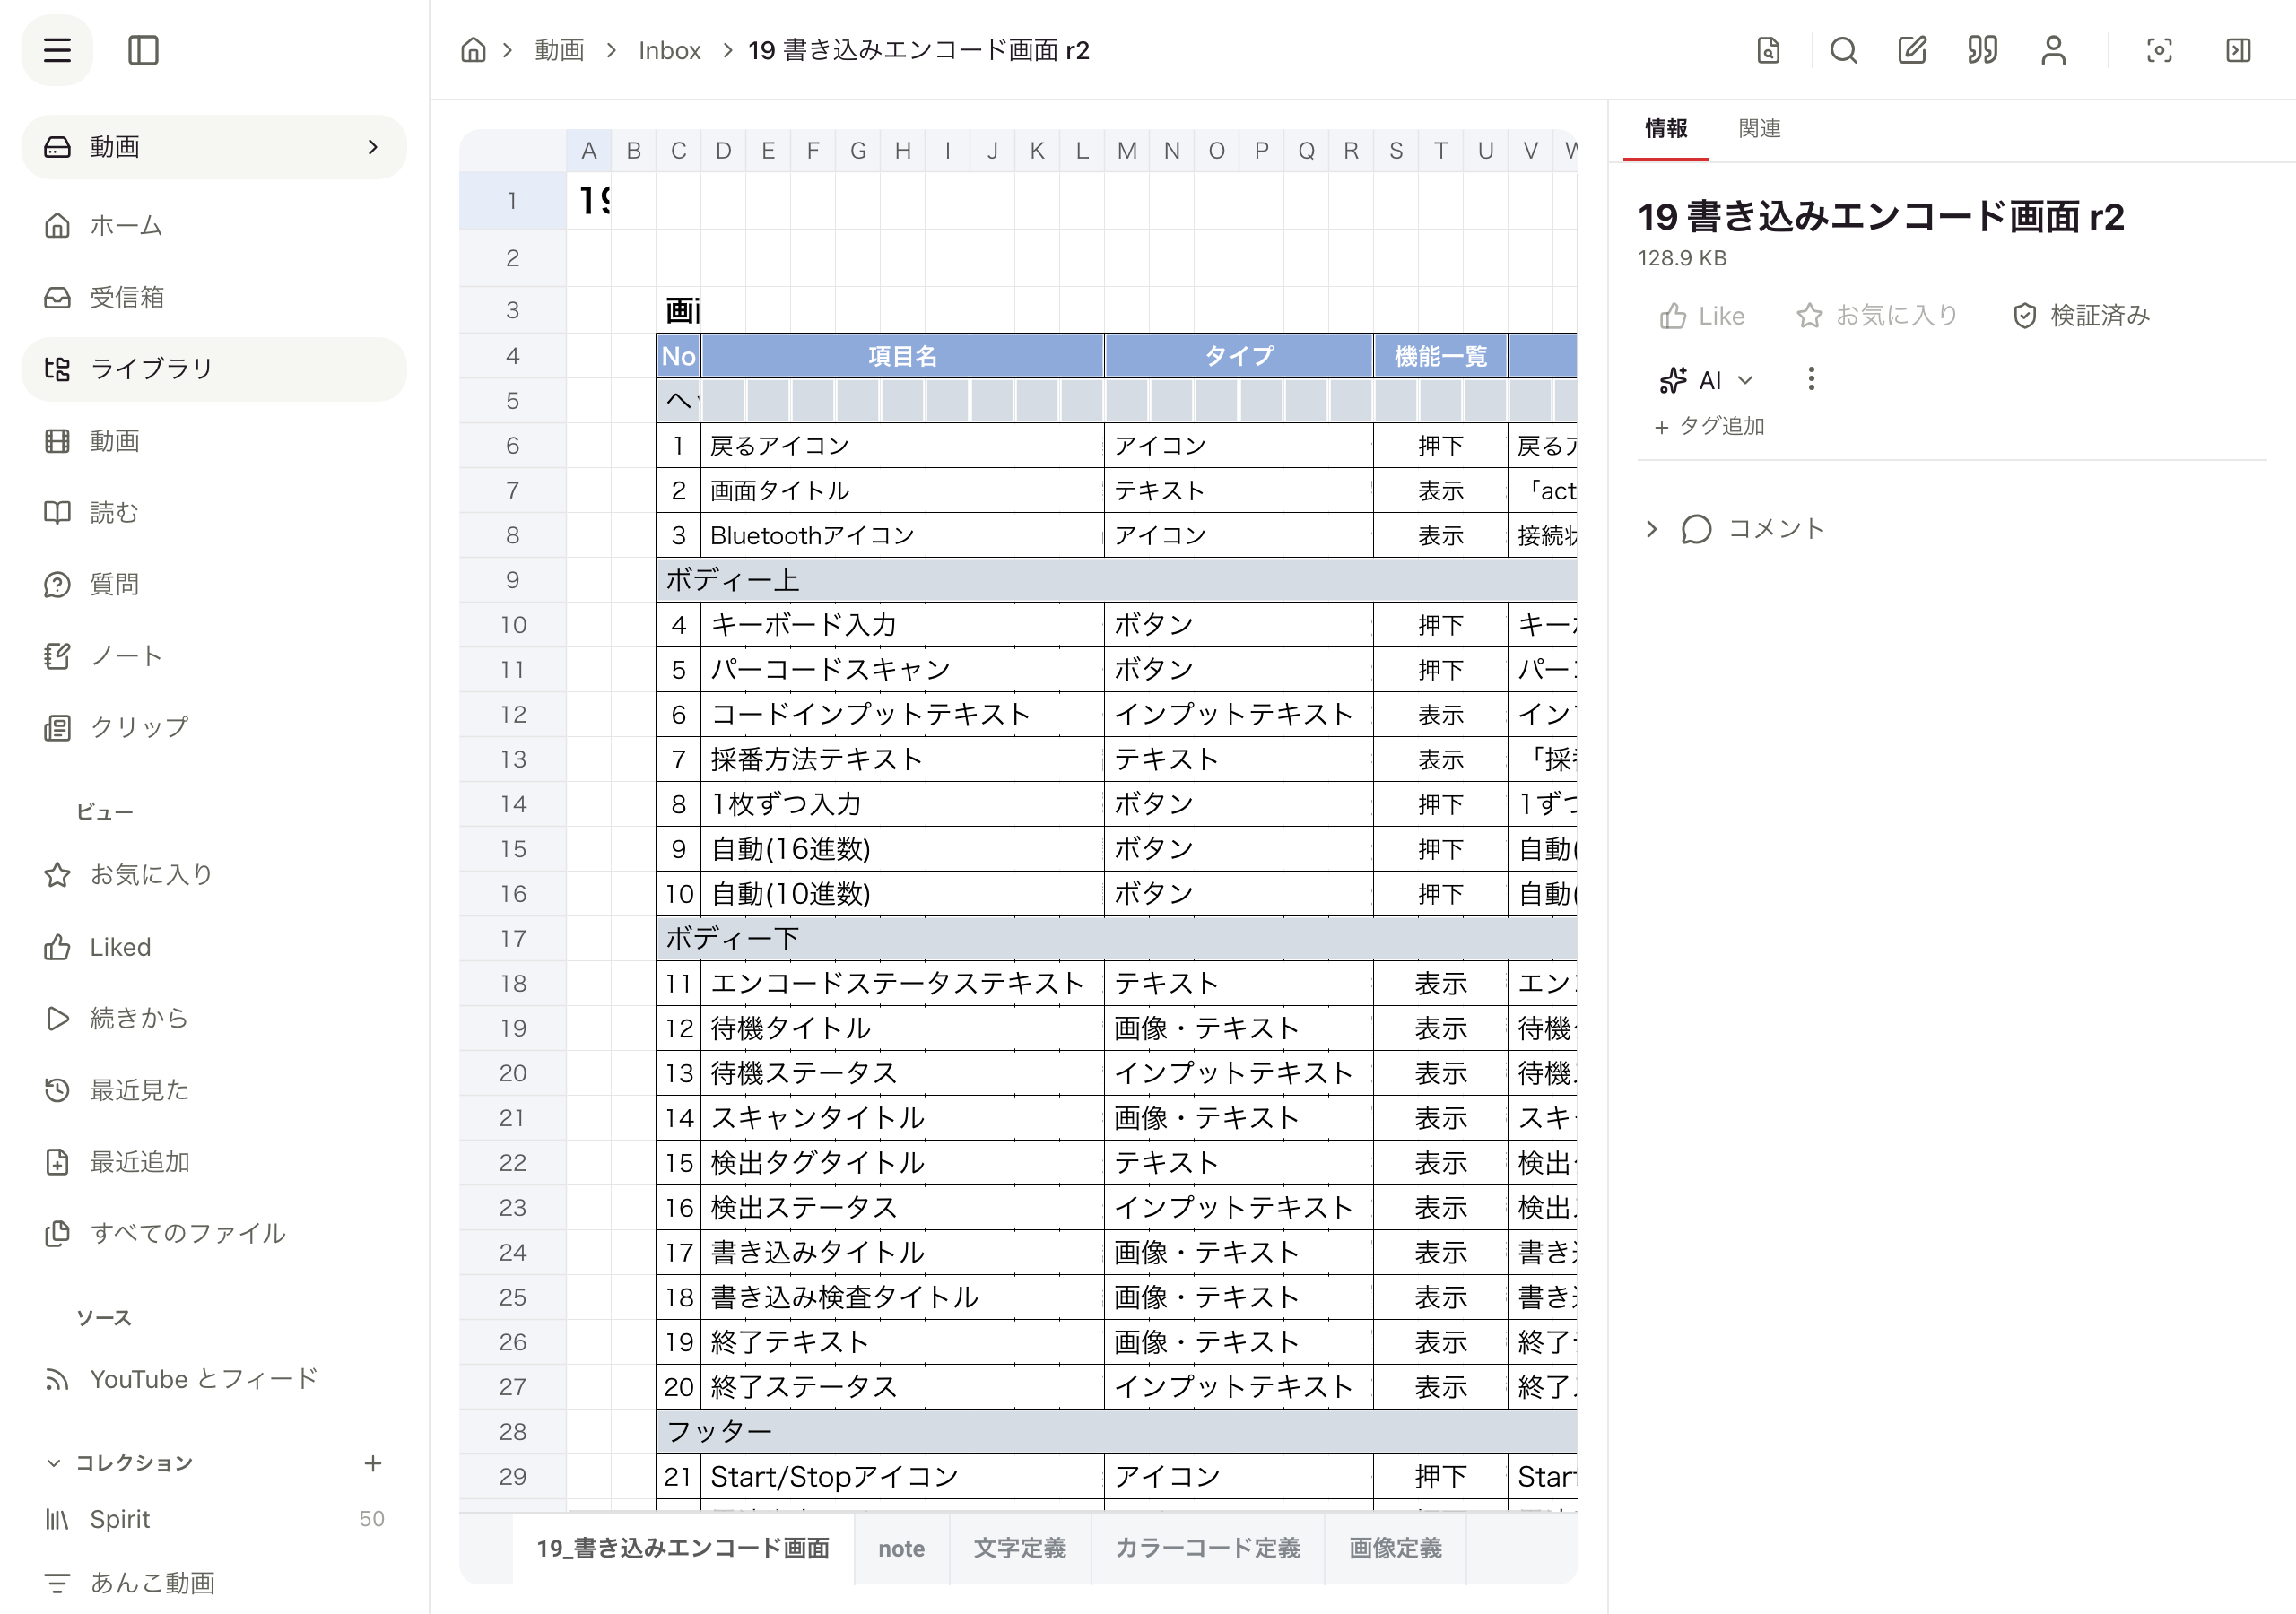 動画
ホーム
受信箱
ライブラリ
動画
読む
質問
ノート
クリップ
ビュー
お気に入り
Liked
続きから
最近見た
最近追加
すべてのファイル
ソース
YouTube とフィード
コレクション
Spirit 50
あんこ動画
動画 Inbox 19 書き込みエンコード画面 r2
A B C D E F G H I J K L M N O P Q R S T U V W
1 19
2
3 画
4 No 項目名 タイプ 機能一覧
5 ヘ
6 1 戻るアイコン アイコン 押下 戻るア
7 2 画面タイトル テキスト 表示 「act
8 3 Bluetoothアイコン アイコン 表示 接続状
9 ボディー上
10 4 キーボード入力 ボタン 押下 キー
11 5 パーコードスキャン ボタン 押下 パー
12 6 コードインプットテキスト インプットテキスト 表示 イン
13 7 採番方法テキスト テキスト 表示 「採
14 8 1枚ずつ入力 ボタン 押下 1ずつ
15 9 自動(16進数) ボタン 押下 自動(
16 10 自動(10進数) ボタン 押下 自動(
17 ボディー下
18 11 エンコードステータステキスト テキスト 表示 エン
19 12 待機タイトル 画像・テキスト 表示 待機
20 13 待機ステータス インプットテキスト 表示 待機
21 14 スキャンタイトル 画像・テキスト 表示 スキ
22 15 検出タグタイトル テキスト 表示 検出
23 16 検出ステータス インプットテキスト 表示 検出
24 17 書き込みタイトル 画像・テキスト 表示 書き
25 18 書き込み検査タイトル 画像・テキスト 表示 書き
26 19 終了テキスト 画像・テキスト 表示 終了
27 20 終了ステータス インプットテキスト 表示 終了
28 フッター
29 21 Start/Stopアイコン アイコン 押下 Star
19_書き込みエンコード画面 note 文字定義 カラーコード定義 画像定義
情報 関連
19 書き込みエンコード画面 r2
128.9 KB
Like お気に入り 検証済み
AI
+ タグ追加
コメント